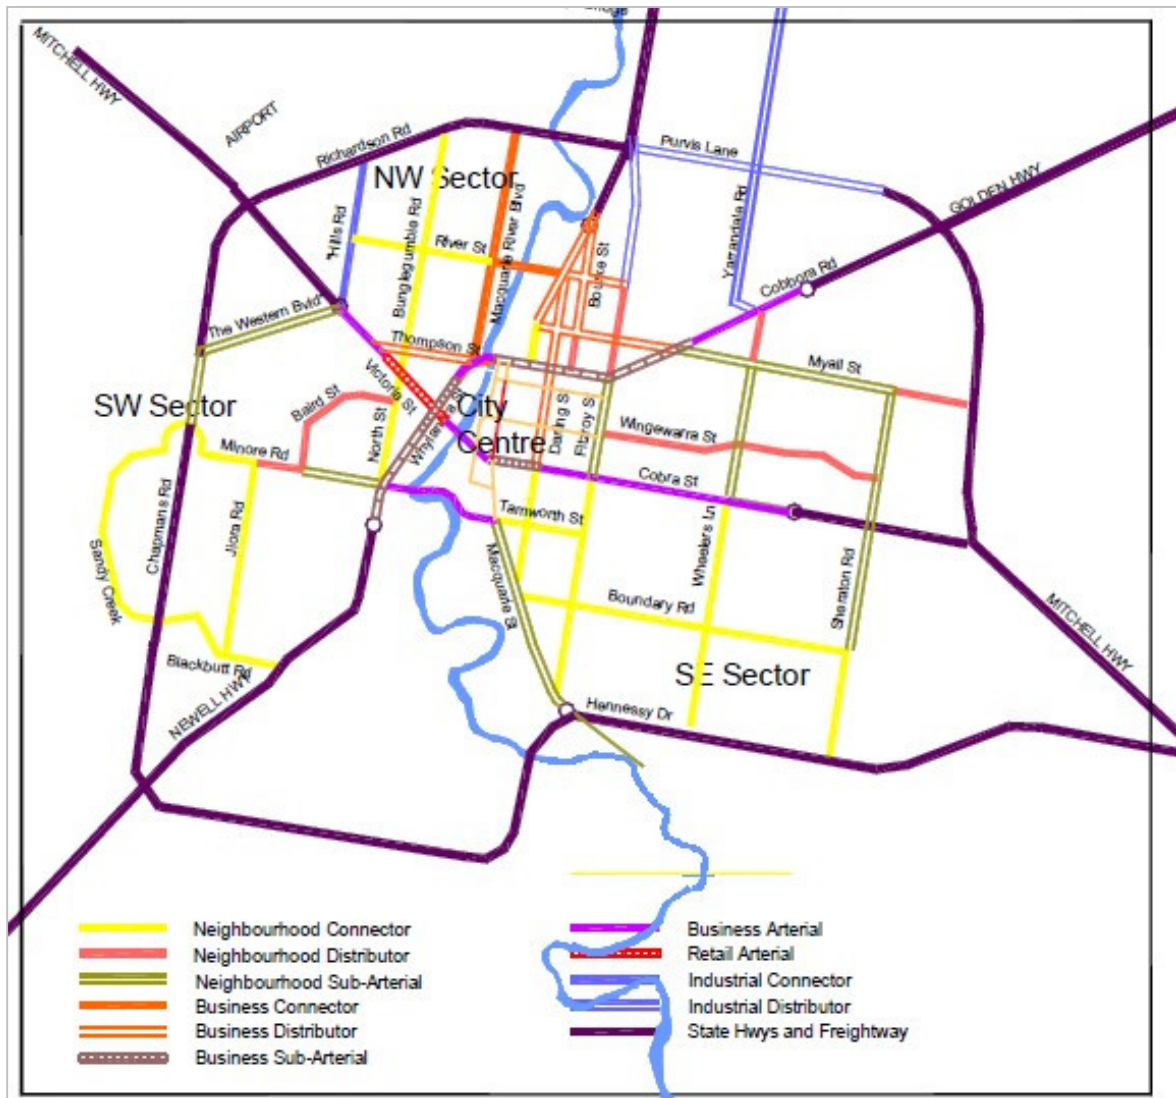 MITCHELL HWY
AIRPORT
Richardson Rd
NW Sector
Purvis Lane
GOLDEN HWY
Hills Rd
Bunglegumbie Rd
River St
Macquarie River Blvd
Bourke St
Yarrandale Rd
Cobbora Rd
The Western Bvld
Thompson St
Victoria St
Myall St
SW Sector
Baird St
City
Centre
Darling S
Fitzroy S
Wingewarra St
North St
Minore Rd
Cobra St
Chapmans Rd
Jiora Rd
Tamworth St
Wheelers Ln
Sandy Creek
Macquarie St
Boundary Rd
Sheraton Rd
MITCHELL HWY
SE Sector
Blackbutt Rd
NEWELL HWY
Hennessy Dr
Neighbourhood Connector
Neighbourhood Distributor
Neighbourhood Sub-Arterial
Business Connector
Business Distributor
Business Sub-Arterial
Business Arterial
Retail Arterial
Industrial Connector
Industrial Distributor
State Hwys and Freightway